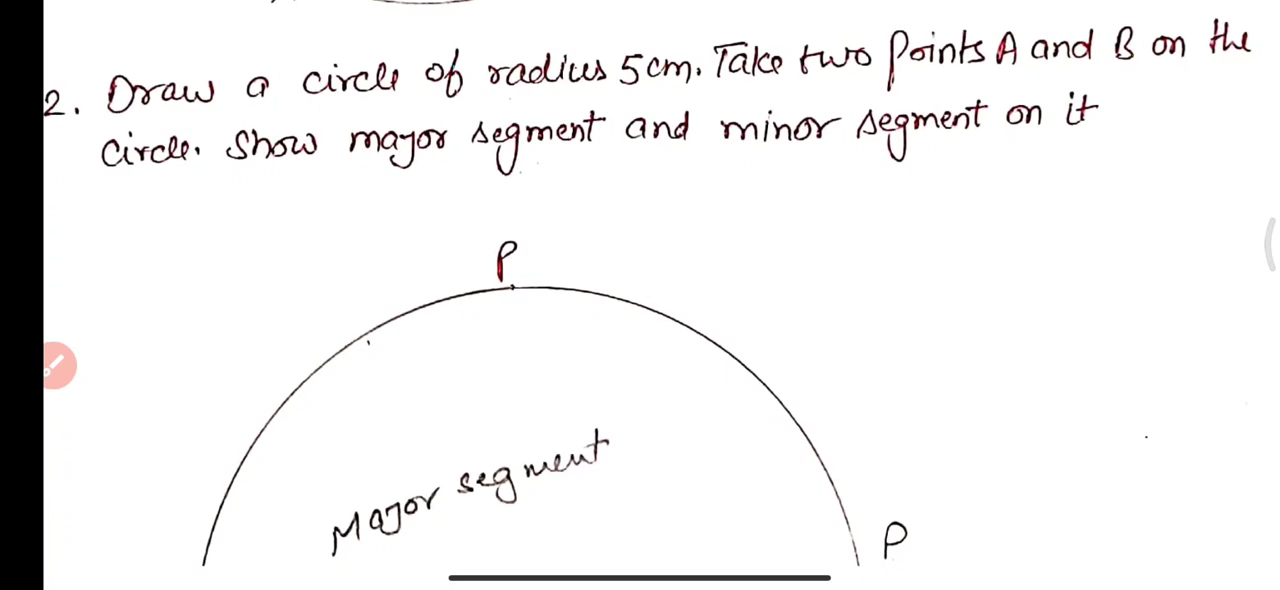 2. Draw a circle of radius 5cm. Take two Points A and B on the
circle. Show major segment and minor segment on it
P
Major segment
P